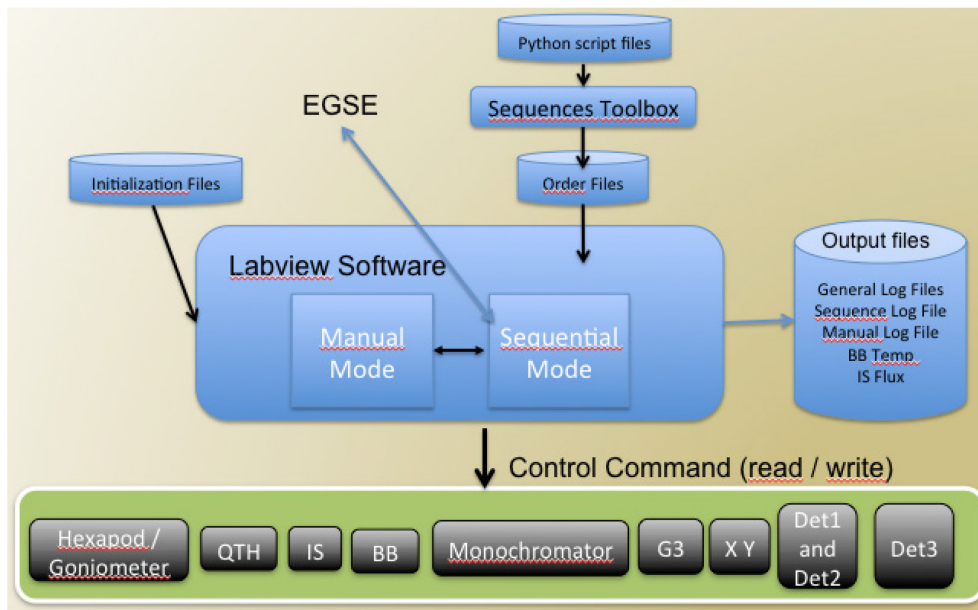 Python script files
EGSE
Sequences Toolbox
Initialization Files
Order Files
Labview Software
Manual
Mode
Sequential
Mode
Output files
General Log Files
Sequence Log File
Manual Log File
BB Temp
IS Flux
Control Command (read / write)
Hexapod /
Goniometer
QTH
IS
BB
Monochromator
G3
X Y
Det1
and
Det2
Det3